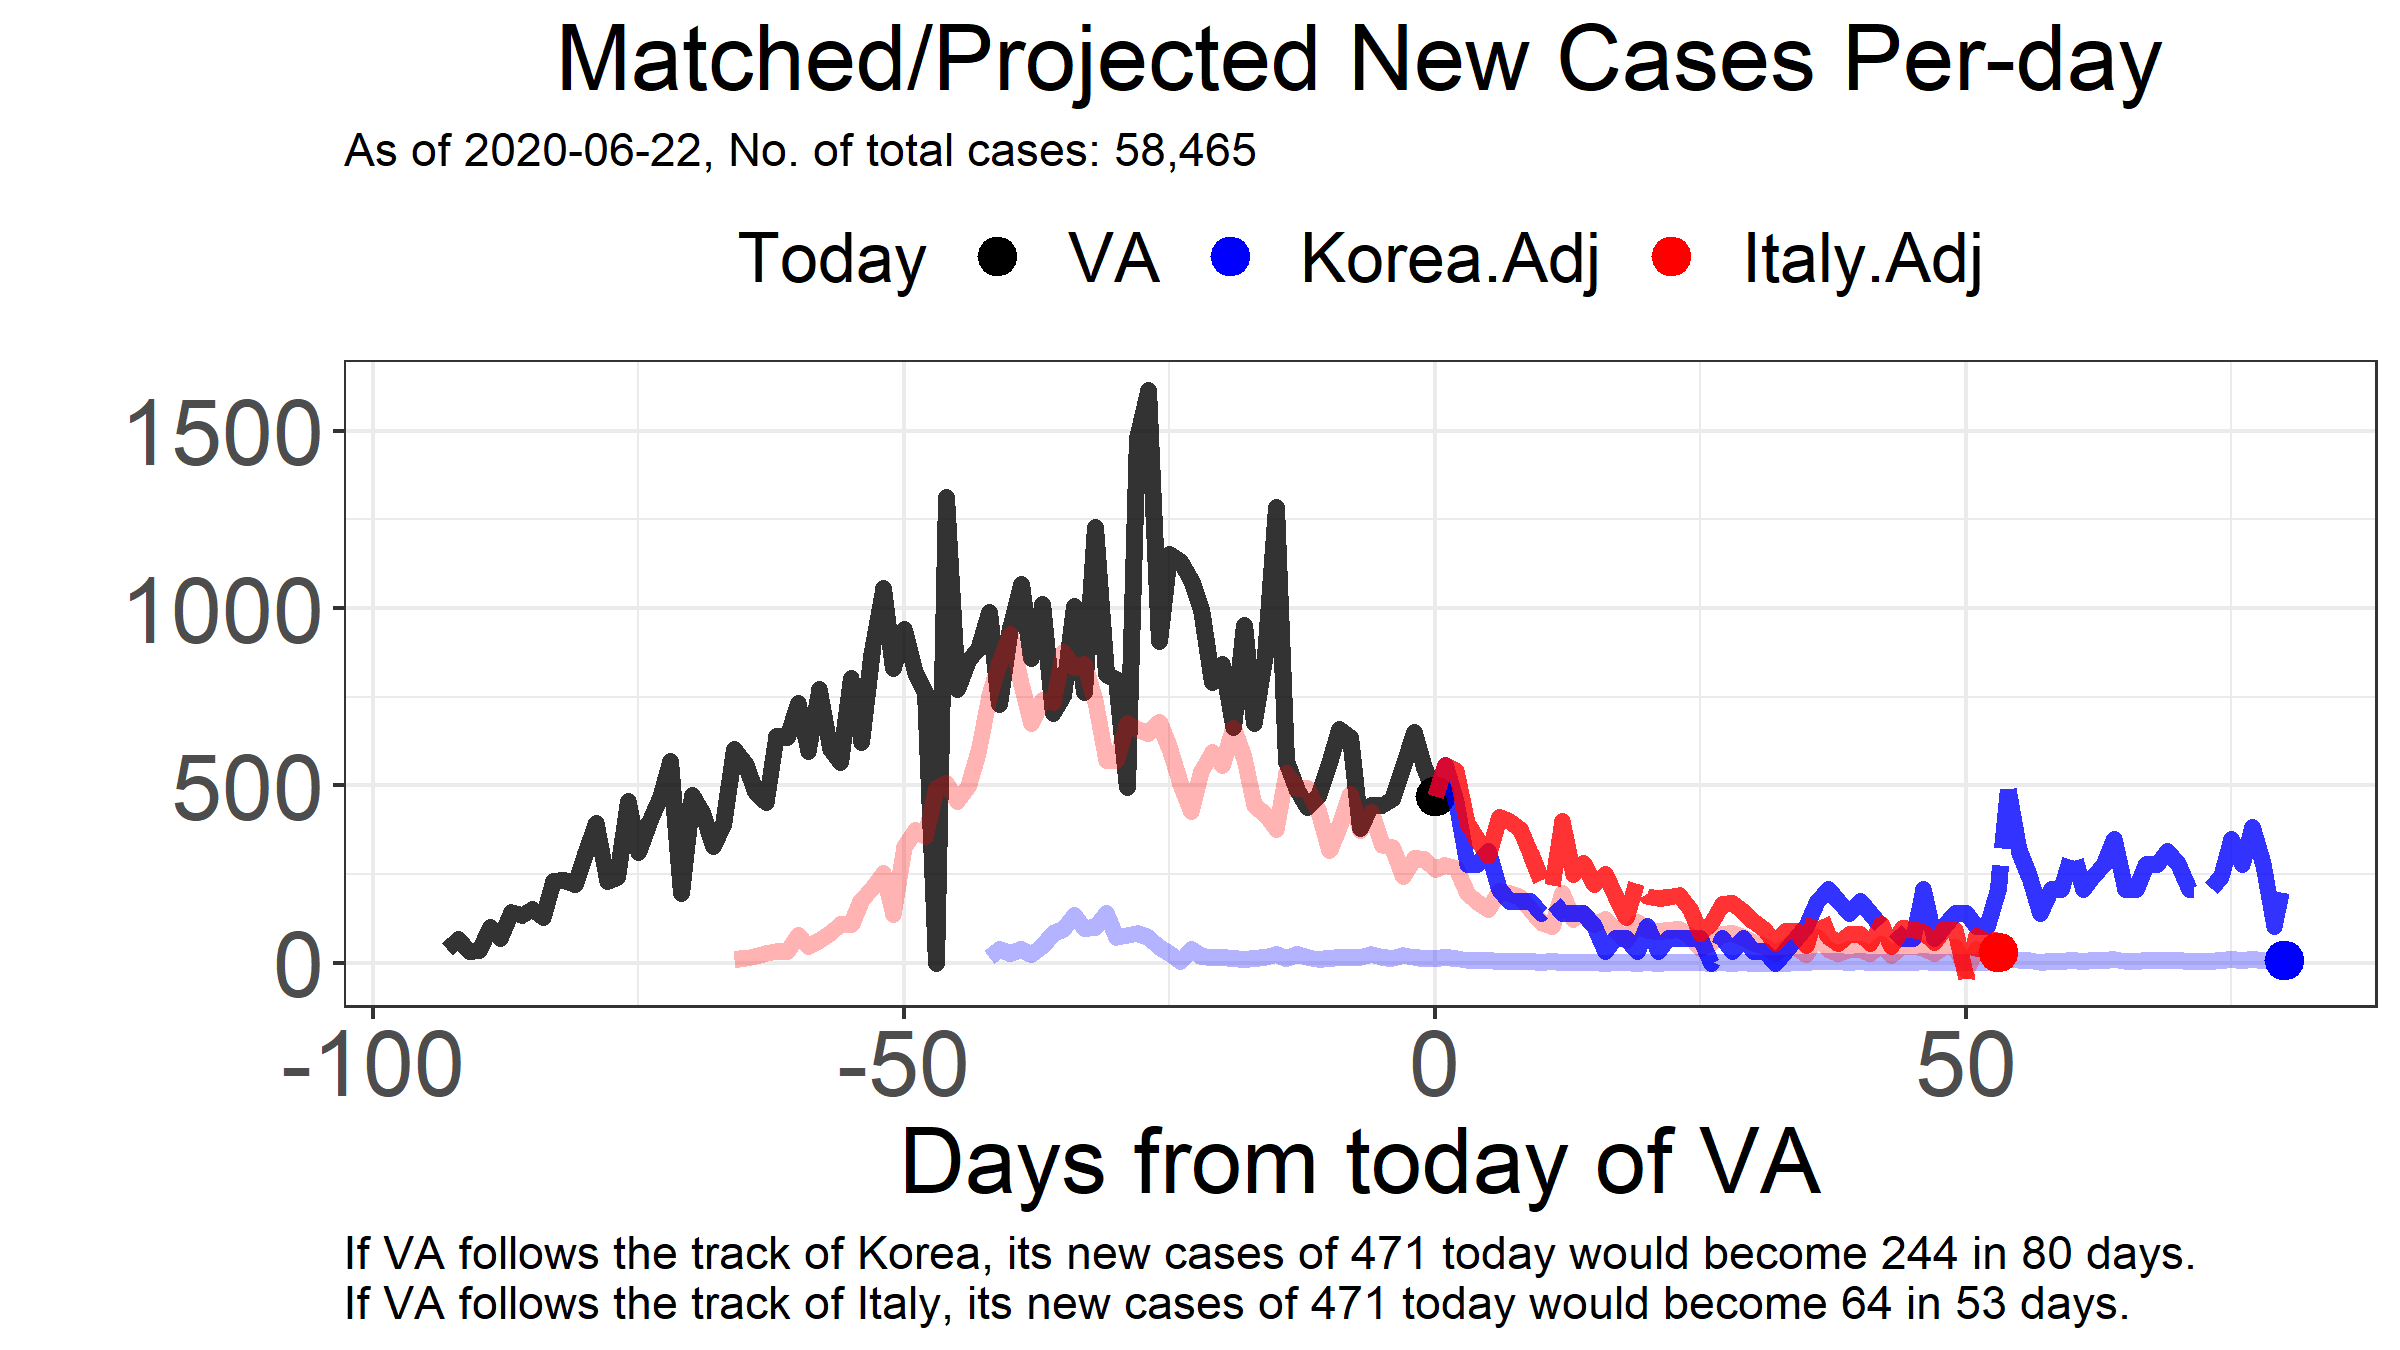 Matched/Projected New Cases Per-day
As of 2020-06-22, No. of total cases: 58,465
Today VA Korea.Adj Italy.Adj
1500
1000
500
0
-100 -50 0 50
Days from today of VA
If VA follows the track of Korea, its new cases of 471 today would become 244 in 80 days.
If VA follows the track of Italy, its new cases of 471 today would become 64 in 53 days.